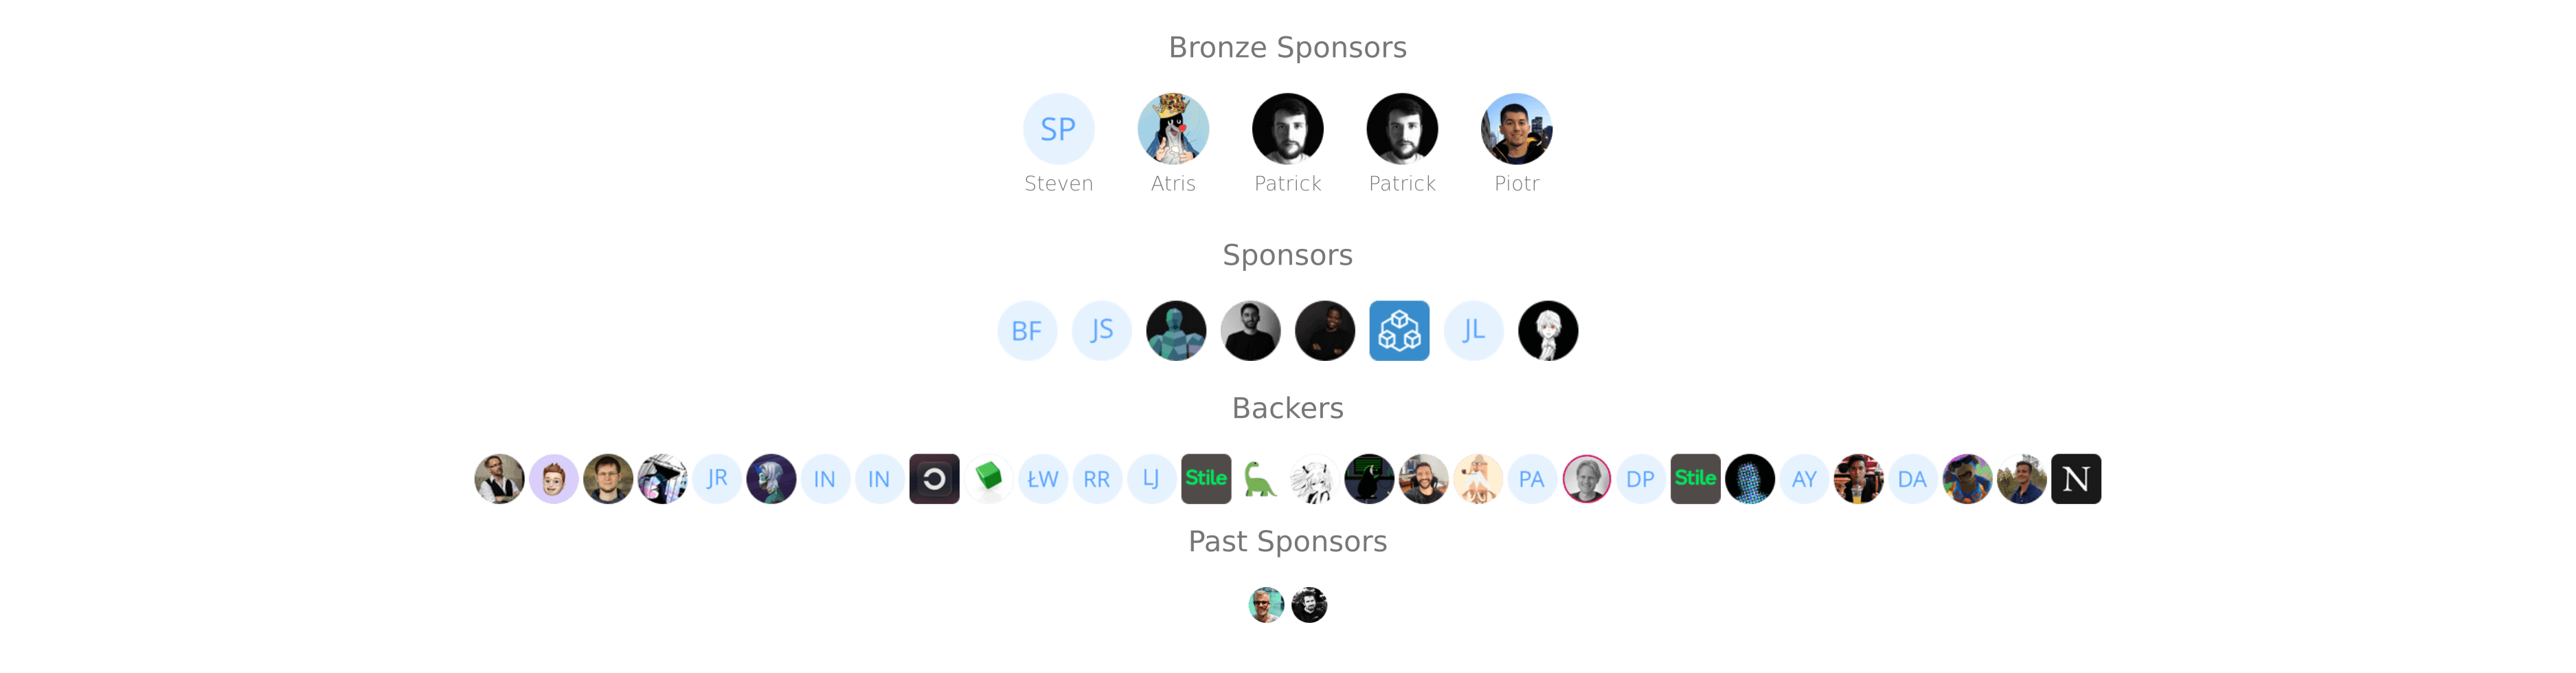 Bronze Sponsors
SP
Steven Atris Patrick Patrick Piotr
Sponsors
BF JS JL
Backers
JR IN IN ŁW RR LJ Stile PA DP Stile AY DA N
Past Sponsors